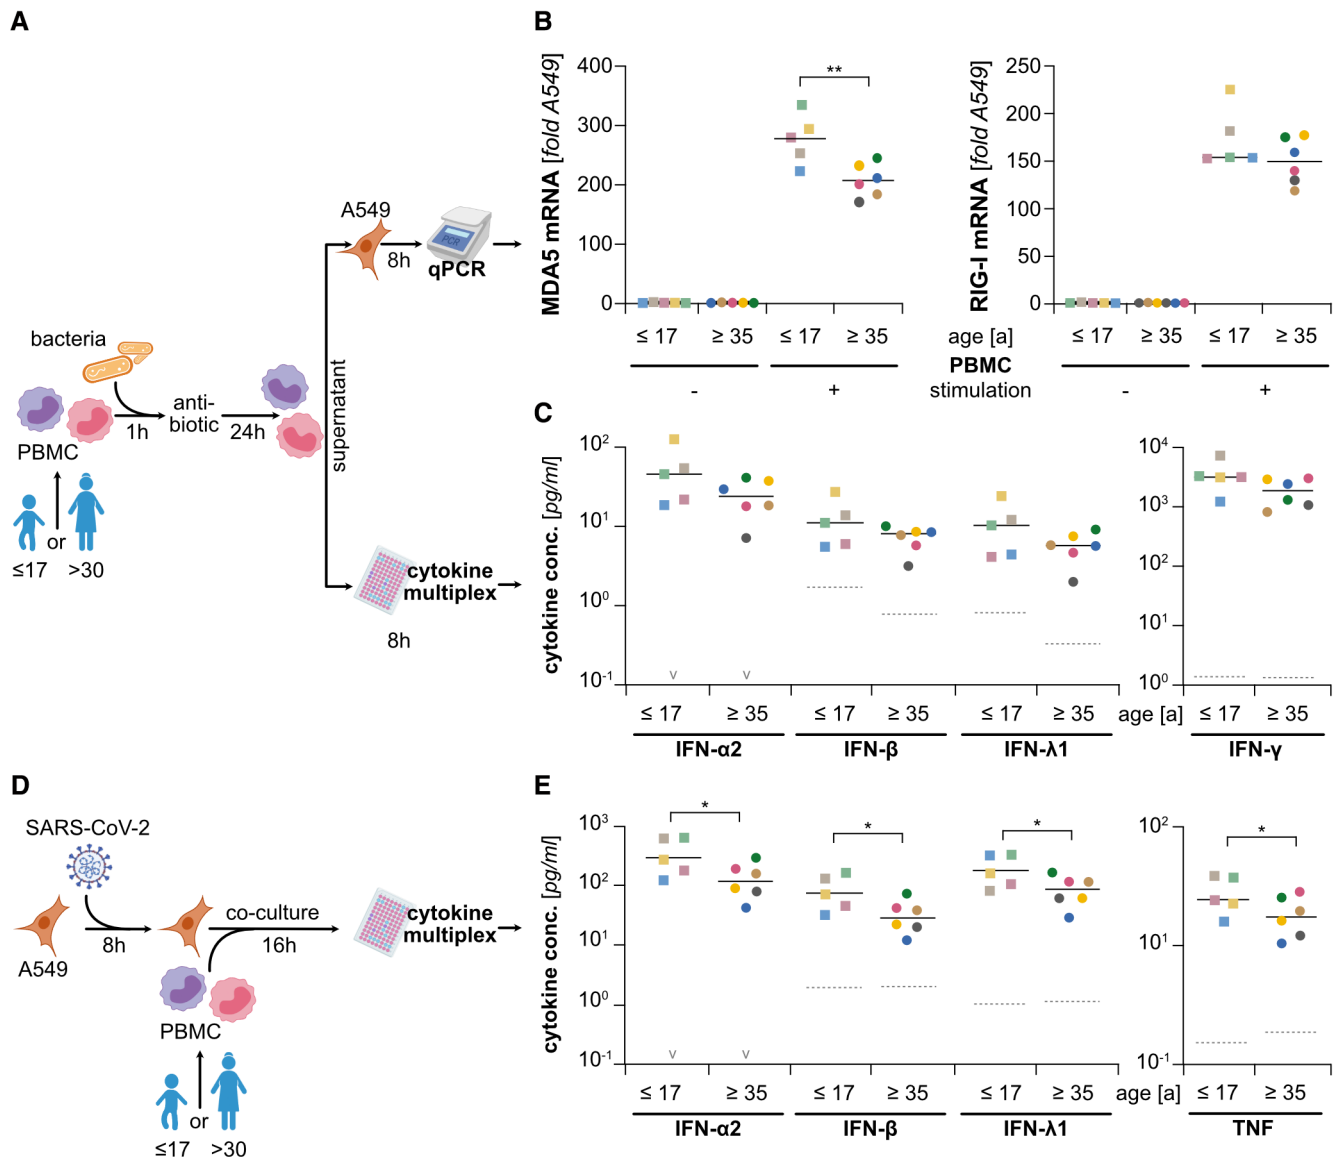 A
bacteria
PBMC
1h
anti-
biotic
24h
≤17
or
>30
supernatant
A549
8h
PCR
qPCR
cytokine
multiplex
8h
B
MDA5 mRNA [fold A549]
400
300
200
100
0
**
≤ 17
≥ 35
≤ 17
≥ 35
-
+
age [a]
PBMC
stimulation
RIG-I mRNA [fold A549]
250
200
150
100
50
0
≤ 17
≥ 35
≤ 17
≥ 35
-
+
C
cytokine conc. [pg/ml]
10²
10¹
10⁰
10⁻¹
v
v
≤ 17
≥ 35
≤ 17
≥ 35
≤ 17
≥ 35
IFN-α2
IFN-β
IFN-λ1
age [a]
10⁴
10³
10²
10¹
10⁰
≤ 17
≥ 35
IFN-γ
D
SARS-CoV-2
A549
8h
co-culture
16h
PBMC
≤17
or
>30
cytokine
multiplex
E
cytokine conc. [pg/ml]
10³
10²
10¹
10⁰
10⁻¹
*
*
*
v
v
≤ 17
≥ 35
≤ 17
≥ 35
≤ 17
≥ 35
IFN-α2
IFN-β
IFN-λ1
age [a]
10²
10¹
10⁻¹
*
≤ 17
≥ 35
TNF